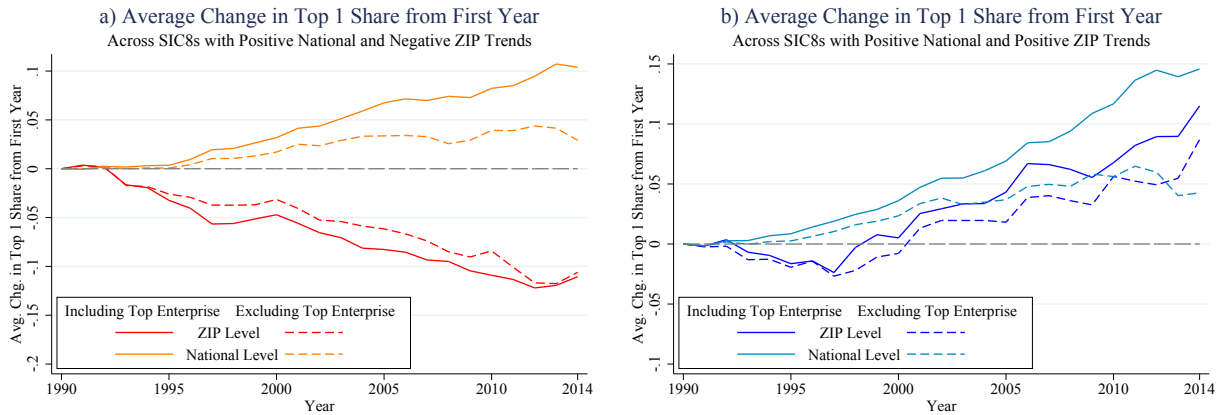 a) Average Change in Top 1 Share from First Year
Across SIC8s with Positive National and Negative ZIP Trends
Avg. Chg. in Top 1 Share from First Year
.1
.05
0
-.05
-.1
-.15
-.2
Including Top Enterprise Excluding Top Enterprise
ZIP Level
National Level
1990 1995 2000 2005 2010 2014
Year
b) Average Change in Top 1 Share from First Year
Across SIC8s with Positive National and Positive ZIP Trends
Avg. Chg. in Top 1 Share from First Year
.15
.1
.05
0
-.05
-.1
Including Top Enterprise Excluding Top Enterprise
ZIP Level
National Level
1990 1995 2000 2005 2010 2014
Year